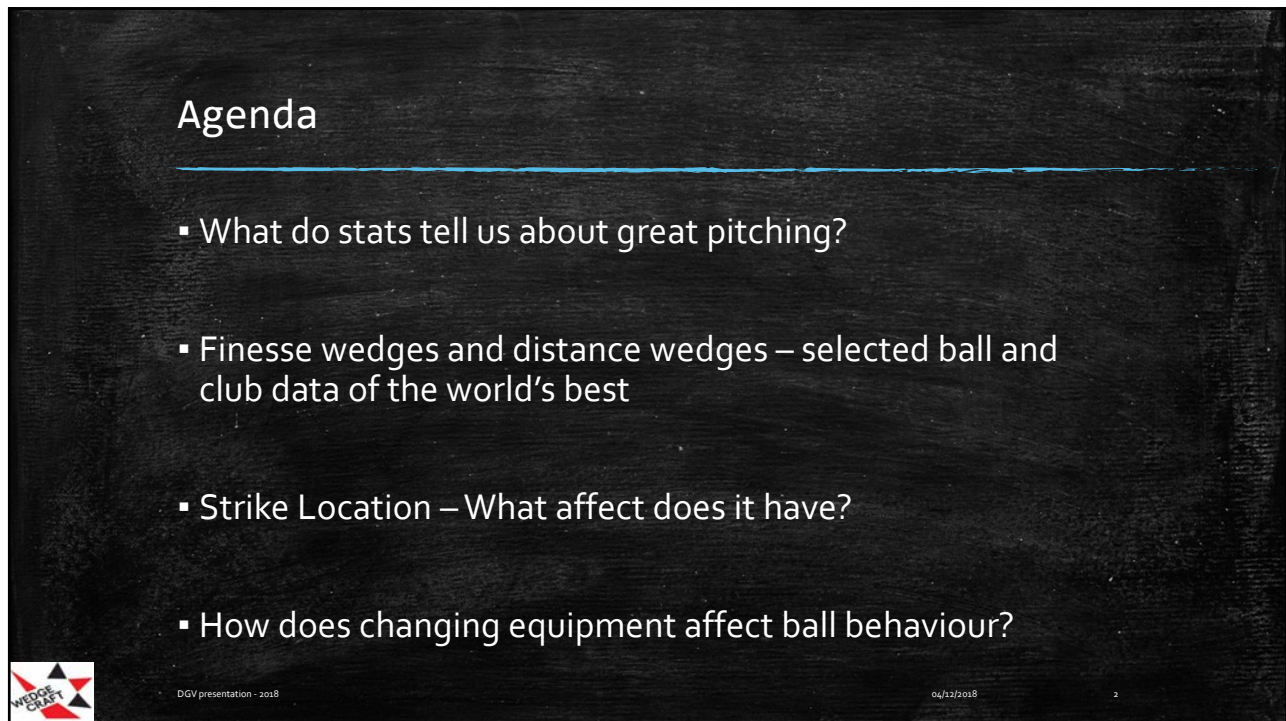 Agenda
▪ What do stats tell us about great pitching?
▪ Finesse wedges and distance wedges – selected ball and
club data of the world's best
▪ Strike Location – What affect does it have?
▪ How does changing equipment affect ball behaviour?
WEDGE
CRAFT
DGV presentation - 2018
04/12/2018
2